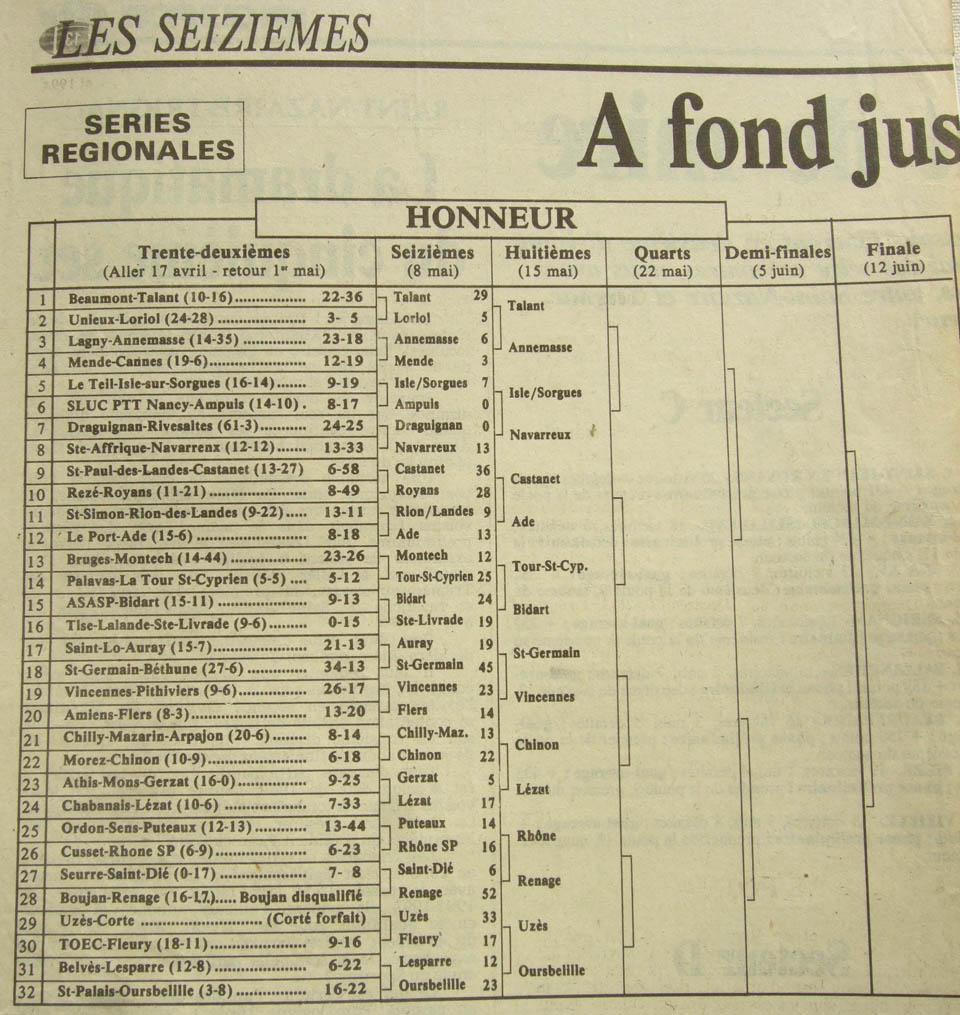 LES SEIZIEMES
SERIES
REGIONALES
A fond jus
HONNEUR
Trente-deuxièmes
(Aller 17 avril - retour 1er mai)
Seizièmes
(8 mai)
Huitièmes
(15 mai)
Quarts
(22 mai)
Demi-finales
(5 juin)
Finale
(12 juin)
1 Beaumont-Talant (10-16) 22-36 Talant 29
Talant
2 Unieux-Loriol (24-28) 3- 5 Loriol 5
3 Lagny-Annemasse (14-35) 23-18 Annemasse 6
Annemasse
4 Mende-Cannes (19-6) 12-19 Mende 3
5 Le Teil-Isle-sur-Sorgues (16-14) 9-19 Isle/Sorgues 7
Isle/Sorgues
6 SLUC PTT Nancy-Ampuis (14-10) . 8-17 Ampuis 0
7 Draguignan-Rivesaltes (61-3) 24-25 Draguignan 0
Navarreux
8 Ste-Affrique-Navarrenx (12-12) 13-33 Navarreux 13
9 St-Paul-des-Landes-Castanet (13-27) 6-58 Castanet 36
Castanet
10 Rezé-Royans (11-21) 8-49 Royans 28
11 St-Simon-Rion-des-Landes (9-22) 13-11 Rion/Landes 9
Ade
12 Le Port-Ade (15-6) 8-18 Ade 13
13 Bruges-Montech (14-44) 23-26 Montech 12
Tour-St-Cyp.
14 Palavas-La Tour St-Cyprien (5-5) 5-12 Tour-St-Cyprien 25
15 ASASP-Bidart (15-11) 9-13 Bidart 24
Bidart
16 Tise-Lalande-Ste-Livrade (9-6) 0-15 Ste-Livrade 19
17 Saint-Lo-Auray (15-7) 21-13 Auray 19
St-Germain
18 St-Germain-Béthune (27-6) 34-13 St-Germain 45
19 Vincennes-Pithiviers (9-6) 26-17 Vincennes 23
Vincennes
20 Amiens-Flers (8-3) 13-20 Flers 14
21 Chilly-Mazarin-Arpajon (20-6) 8-14 Chilly-Maz. 13
Chinon
22 Morez-Chinon (10-9) 6-18 Chinon 22
23 Athis-Mons-Gerzat (16-0) 9-25 Gerzat 5
Lézat
24 Chabanais-Lézat (10-6) 7-33 Lézat 17
25 Ordon-Sens-Puteaux (12-13) 13-44 Puteaux 14
Rhône
26 Cusset-Rhone SP (6-9) 6-23 Rhône SP 16
27 Seurre-Saint-Dié (0-17) 7- 8 Saint-Dié 6
Renage
28 Boujan-Renage (16-17) Boujan disqualifié Renage 52
29 Uzès-Corte (Corté forfait) Uzès 33
Uzès
30 TOEC-Fleury (18-11) 9-16 Fleury 17
31 Belvès-Lesparre (12-8) 6-22 Lesparre 12
Oursbelille
32 St-Palais-Oursbelille (3-8) 16-22 Oursbelille 23